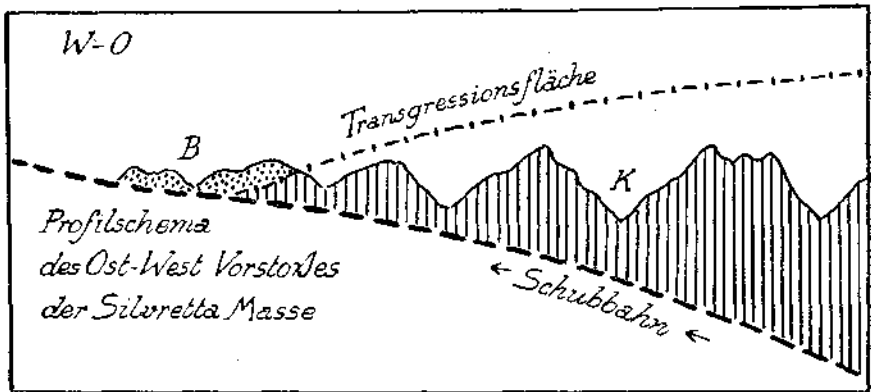 W-O
Transgressionsfläche
B
K
Profilschema
des Ost-West Vorstoßes
der Silvretta Masse
← Schubbahn ←